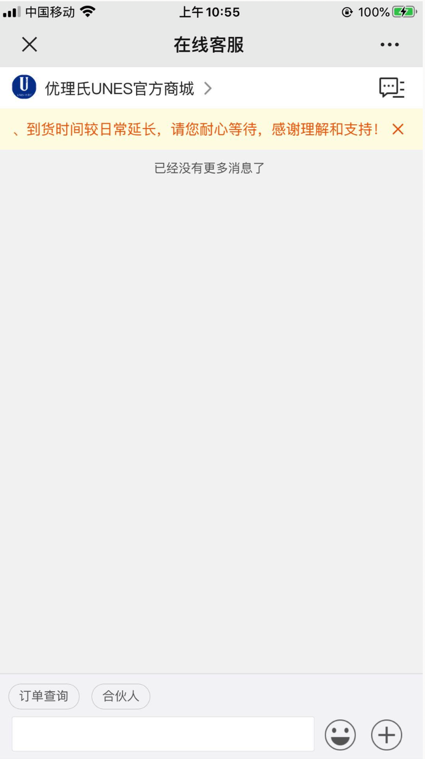 中国移动 上午10:55 100%
在线客服
优理氏UNES官方商城
、到货时间较日常延长，请您耐心等待，感谢理解和支持！
已经没有更多消息了
订单查询 合伙人